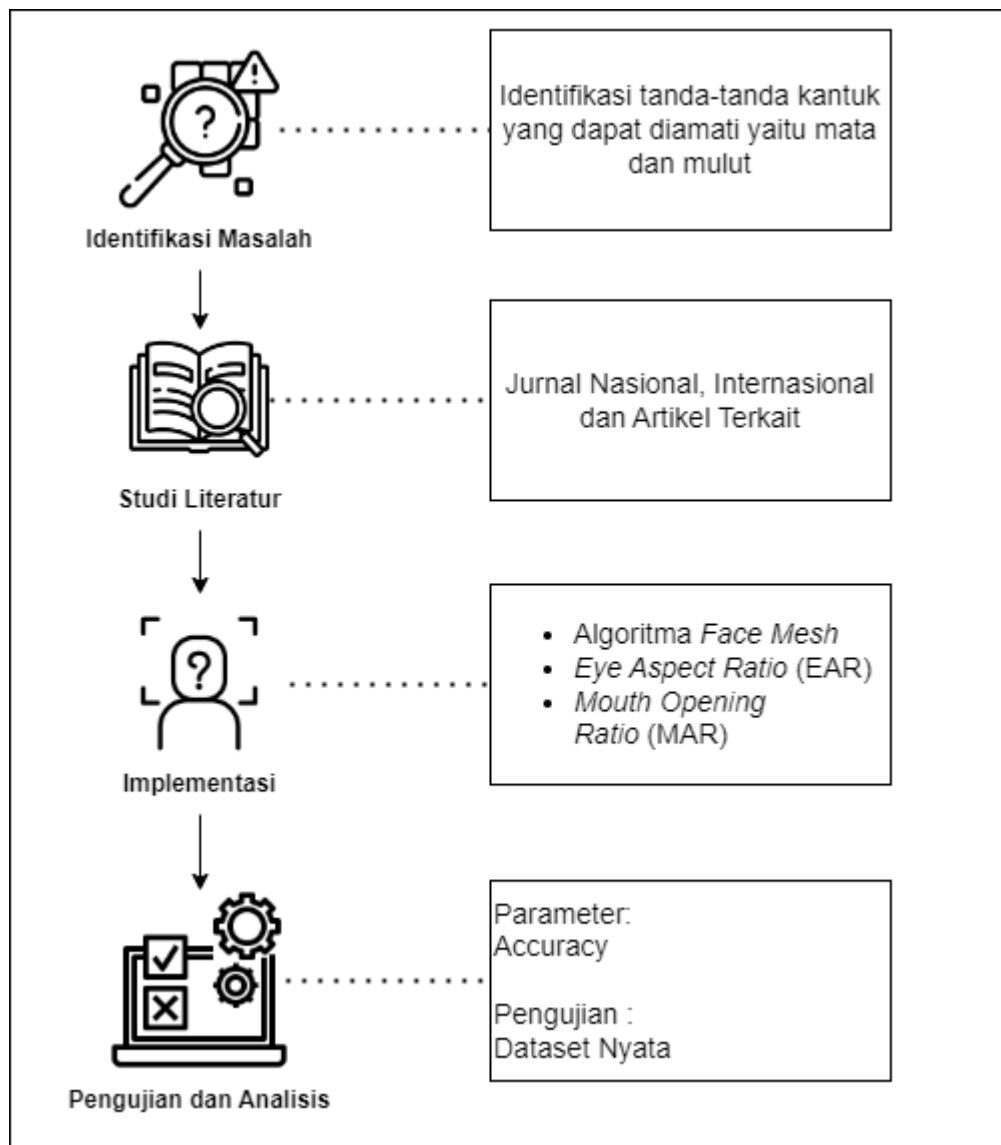 Identifikasi tanda-tanda kantuk
yang dapat diamati yaitu mata
dan mulut
Identifikasi Masalah
Jurnal Nasional, Internasional
dan Artikel Terkait
Studi Literatur
• Algoritma Face Mesh
• Eye Aspect Ratio (EAR)
• Mouth Opening
Ratio (MAR)
Implementasi
Parameter:
Accuracy
Pengujian :
Dataset Nyata
Pengujian dan Analisis